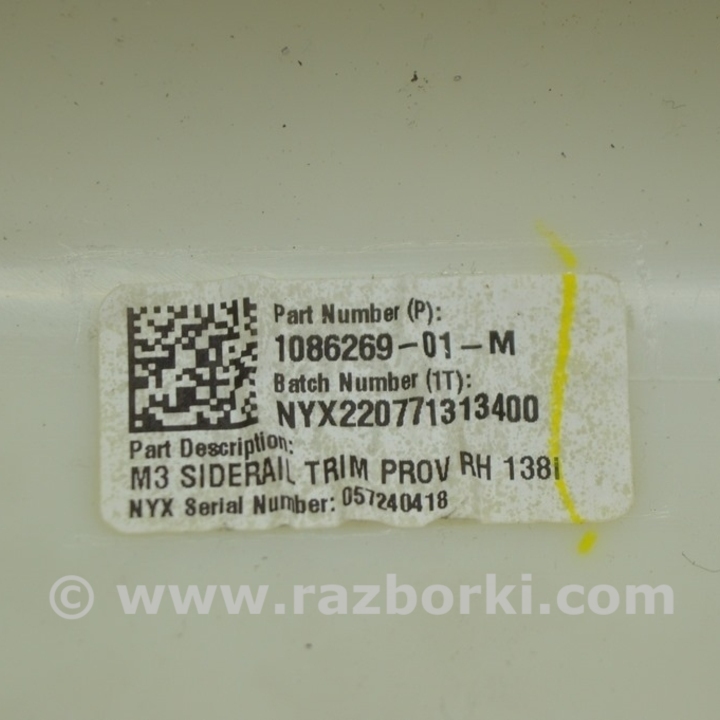 Part Number (P):
1086269-01-M
Batch Number (1T):
NYX220771313400
Part Description:
M3 SIDERAIL TRIM PROV RH 138i
NYX Serial Number: 057240418
© www.razborki.com